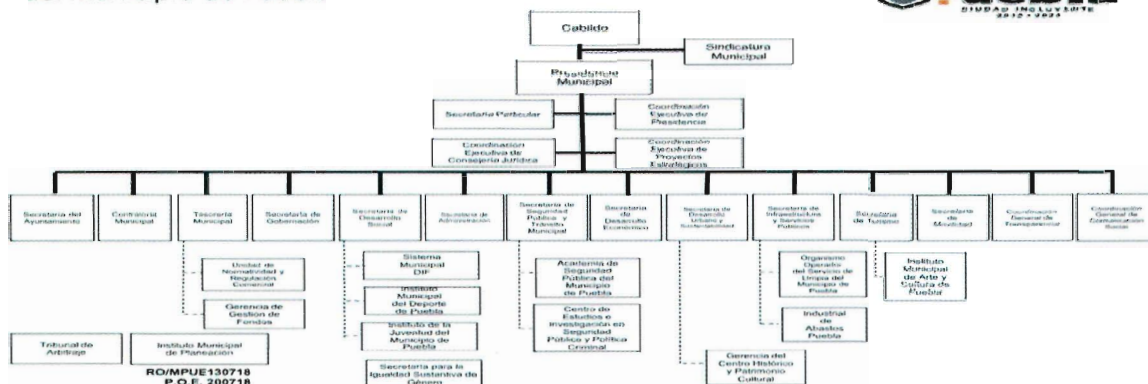 Cabildo
Sindicatura
Municipal
Presidencia
Municipal
Secretaría Particular
Coordinación
Ejecutiva de
Presidencia
Coordinación
Ejecutiva de
Consejería Jurídica
Coordinación
Ejecutiva de
Proyectos
Estratégicos
Secretaría del
Ayuntamiento
Contraloría
Municipal
Tesorería
Municipal
Secretaría de
Gobernación
Secretaría de
Desarrollo
Social
Secretaría de
Administración
Secretaría de
Seguridad
Pública y
Tránsito
Municipal
Secretaría
de
Desarrollo
Económico
Secretaría de
Desarrollo
Urbano y
Sustentabilidad
Secretaría de
Infraestructura
y Servicios
Públicos
Secretaría
de Turismo
Secretaría
de
Movilidad
Coordinación
General de
Transparencia
Coordinación
General de
Comunicación
Social
Unidad de
Normatividad y
Regulación
Comercial
Gerencia de
Gestión de
Fondos
Sistema
Municipal
DIF
Instituto
Municipal
del Deporte
de Puebla
Instituto de la
Juventud del
Municipio de
Puebla
Secretaría para la
Igualdad Sustantiva de
Género
Academia de
Seguridad
Pública del
Municipio
de Puebla
Centro de
Estudios e
Investigación en
Seguridad
Público y Política
Criminal
Gerencia del
Centro Histórico
y Patrimonio
Cultural
Organismo
Operador
del Servicio de
Limpia del
Municipio de
Puebla
Industrial
de
Abastos
Puebla
Instituto
Municipal
de Arte y
Cultura de
Puebla
Tribunal de
Arbitraje
Instituto Municipal
de Planeación
RO/MPUE130718
P.O.E. 200718
CIUDAD INCLUYENTE